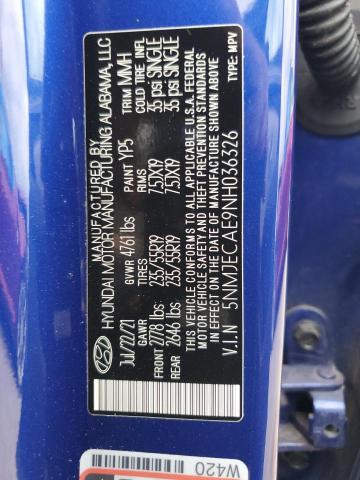 MANUFACTURED BY
HYUNDAI MOTOR MANUFACTURING ALABAMA, LLC
JUL/22/21 GVWR 4761 lbs PAINT YP5 TRIM MMH
GAWR TIRES RIMS COLD TIRE INFL
FRONT 2778 lbs 235/55R19 7.5JX19 35 psi SINGLE
REAR 2646 lbs 235/55R19 7.5JX19 35 psi SINGLE
THIS VEHICLE CONFORMS TO ALL APPLICABLE U.S.A. FEDERAL
MOTOR VEHICLE SAFETY AND THEFT PREVENTION STANDARDS
IN EFFECT ON THE DATE OF MANUFACTURE SHOWN ABOVE.
V.I.N 5NMJECAE9NH036326 TYPE: MPV
W420